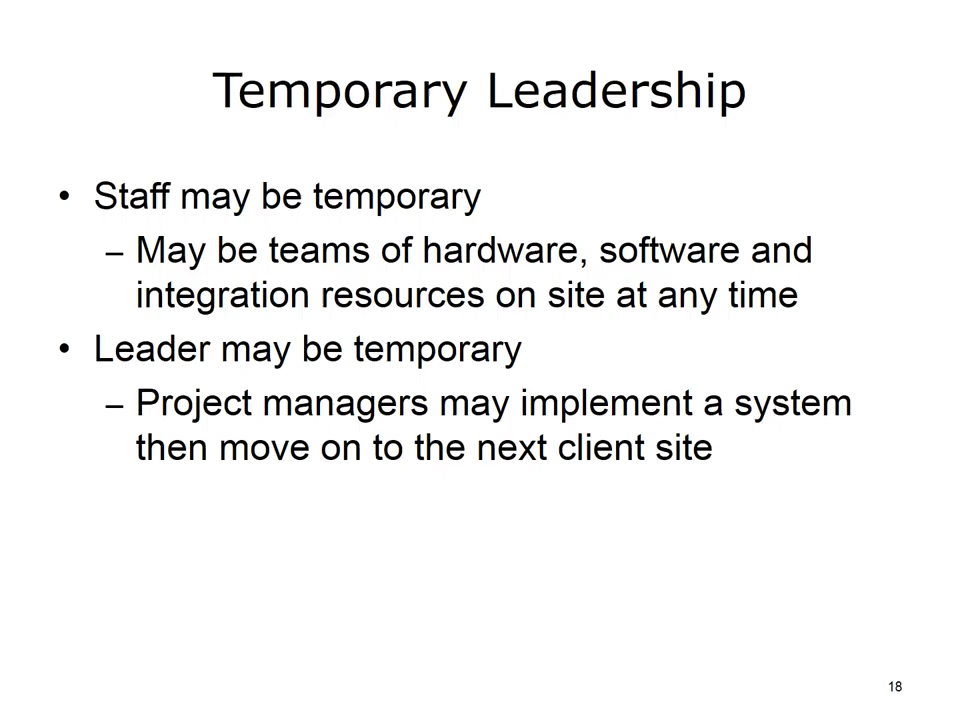 Temporary Leadership
• Staff may be temporary
– May be teams of hardware, software and
integration resources on site at any time
• Leader may be temporary
– Project managers may implement a system
then move on to the next client site
18